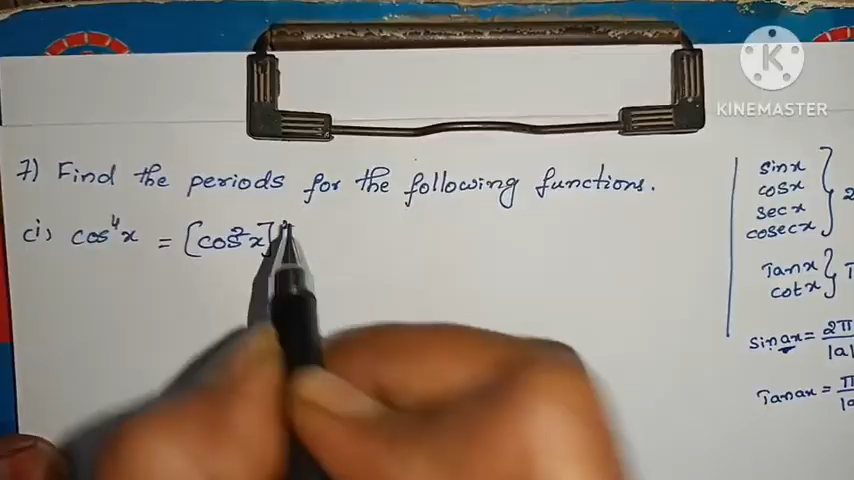 KINEMASTER
7) Find the periods for the following functions.
(i) cos⁴x = [cos²x]²
sinx
cosx
secx
cosecx } 2
Tanx
cotx }
sinax = 2π/|a|
Tanax = π/